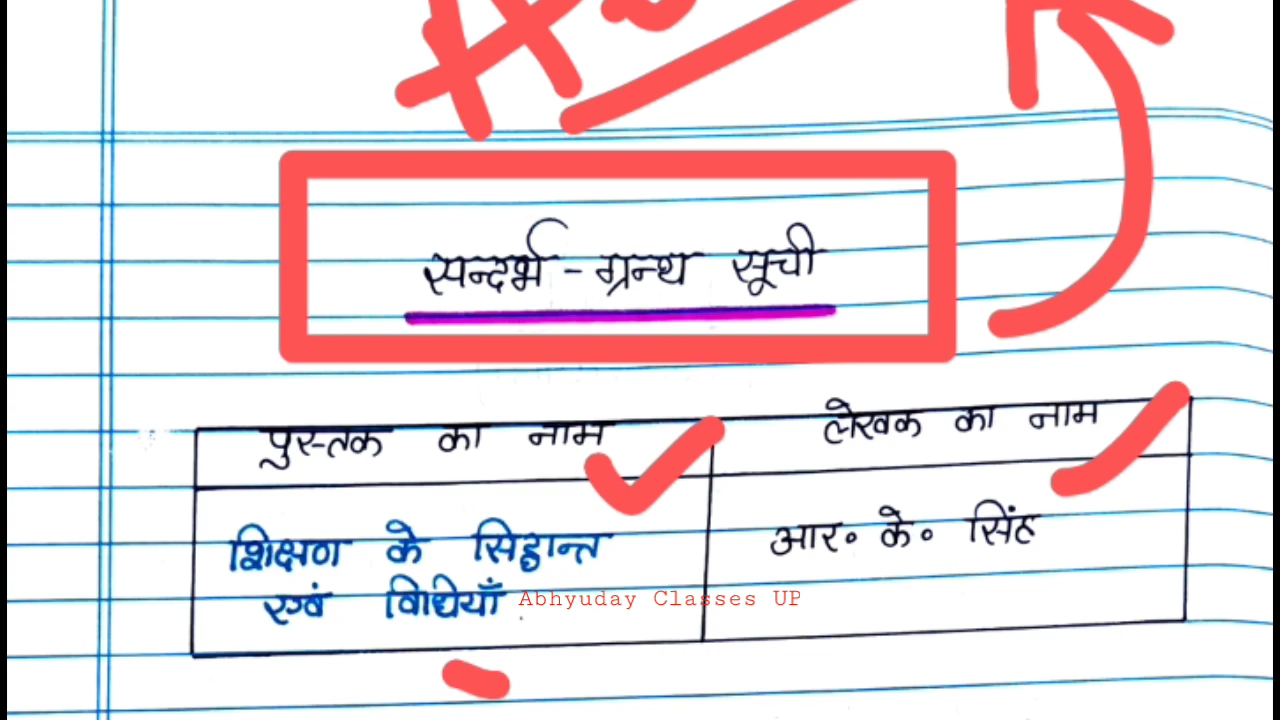 सन्दर्भ - ग्रन्थ सूची
पुस्तक का नाम
लेखक का नाम
शिक्षण के सिद्धान्त
एवं विधियाँ
आर॰ के॰ सिंह
Abhyuday Classes UP